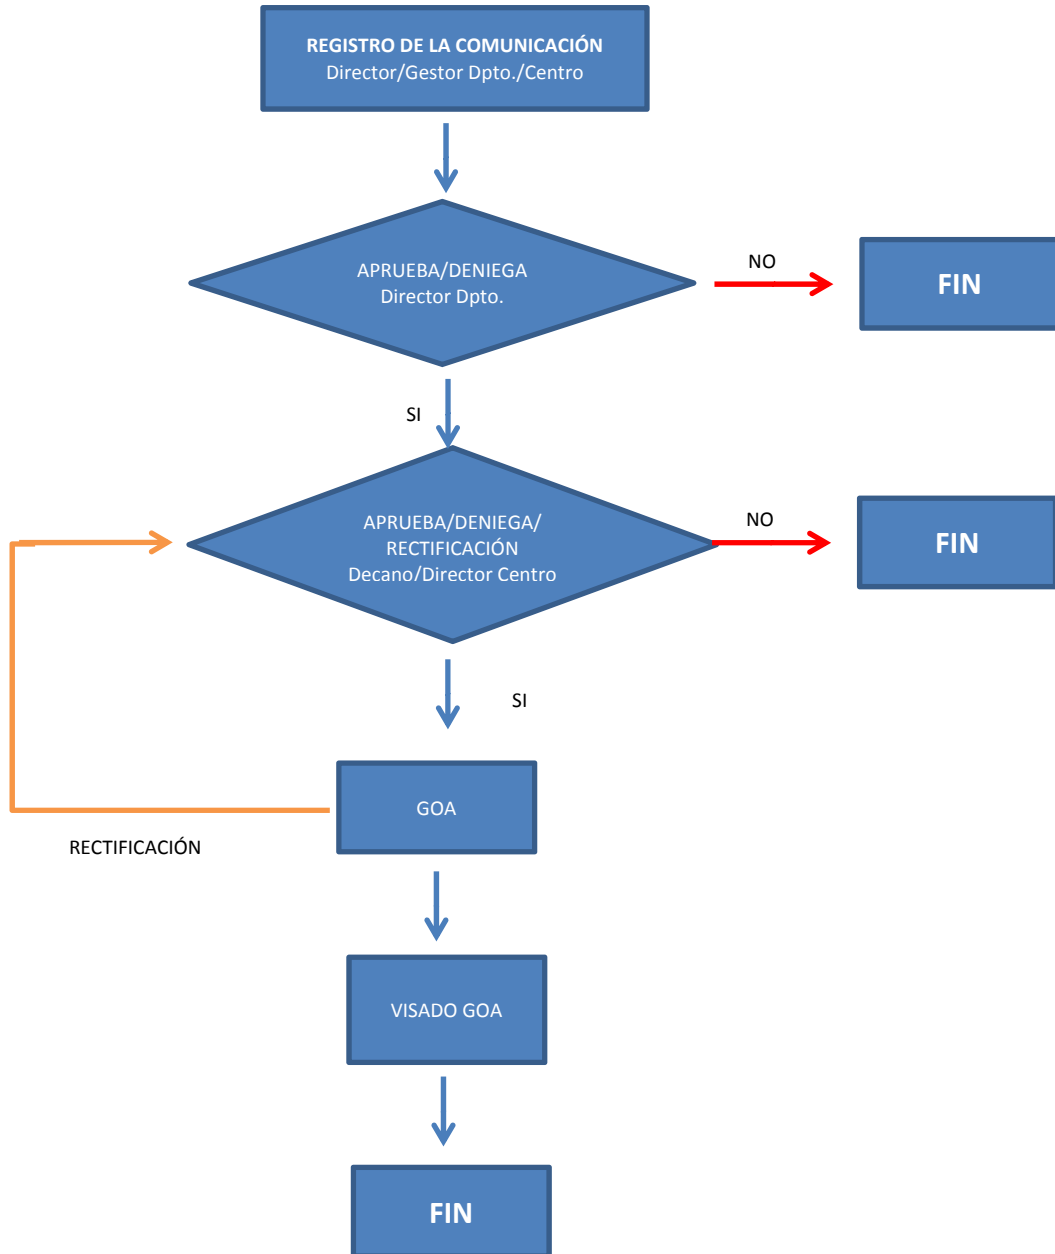 REGISTRO DE LA COMUNICACIÓN
Director/Gestor Dpto./Centro
APRUEBA/DENIEGA
Director Dpto.
NO
FIN
SI
APRUEBA/DENIEGA/
RECTIFICACIÓN
Decano/Director Centro
NO
FIN
SI
GOA
RECTIFICACIÓN
VISADO GOA
FIN